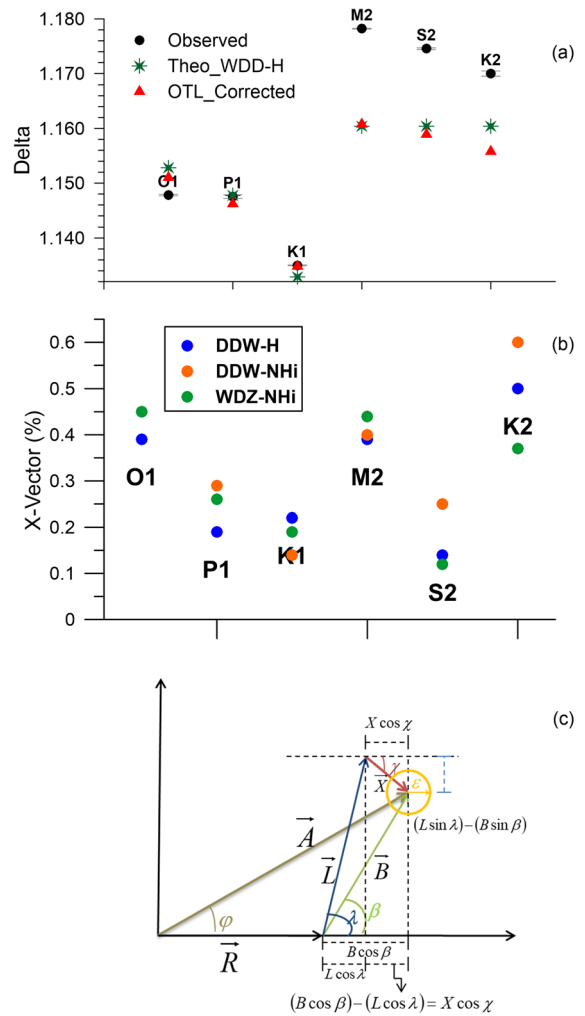 1.180
1.170
1.160
1.150
1.140
Delta
Observed
Theo_WDD-H
OTL_Corrected
O1
P1
K1
M2
S2
K2
(a)
0.6
0.5
0.4
0.3
0.2
0.1
0
X-Vector (%)
DDW-H
DDW-NHi
WDZ-NHi
O1
P1
K1
M2
S2
K2
(b)
(c)
X cos χ
χ
X
ε
(L sin λ)−(B sin β)
A
L
B
φ
λ
β
R
B cos β
L cos λ
(B cos β)−(L cos λ)= X cos χ